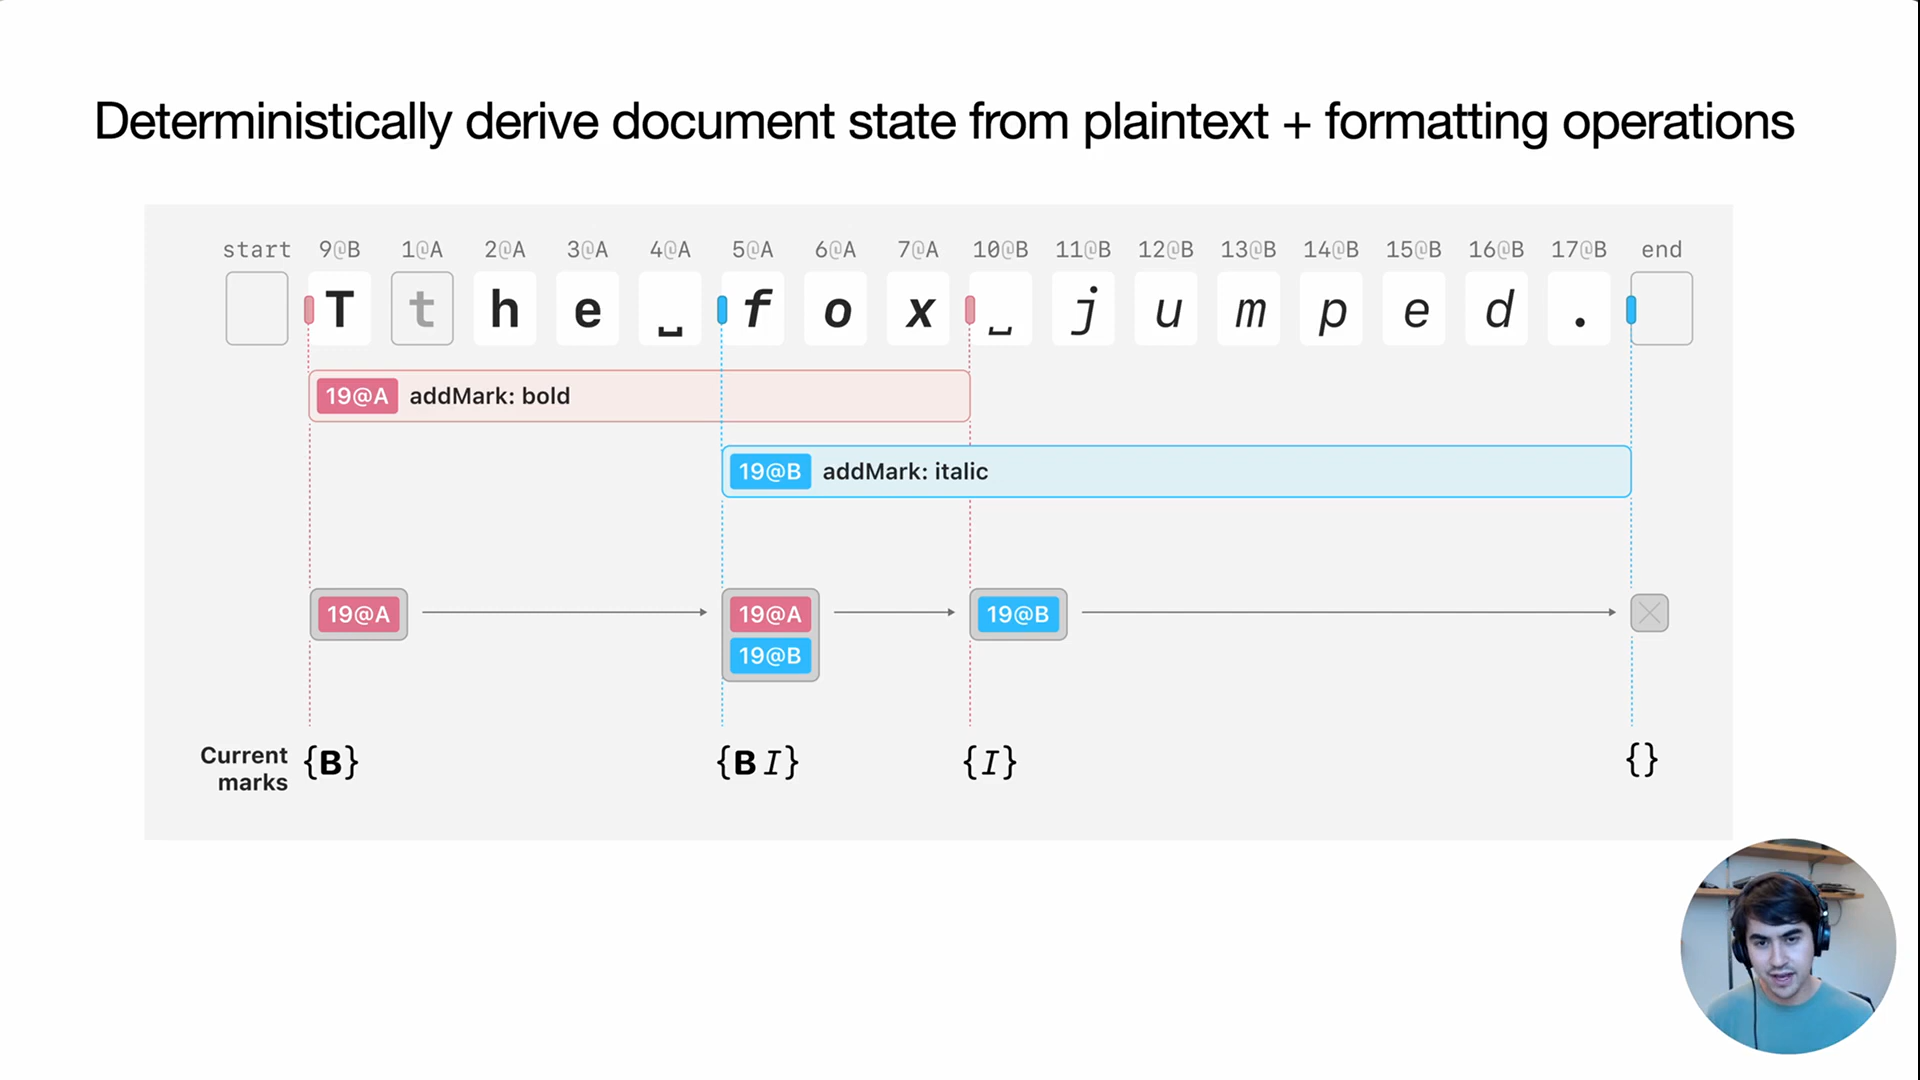 Deterministically derive document state from plaintext + formatting operations
start 9@B 1@A 2@A 3@A 4@A 5@A 6@A 7@A 10@B 11@B 12@B 13@B 14@B 15@B 16@B 17@B end
T t h e ␣ f o x ␣ j u m p e d .
19@A addMark: bold
19@B addMark: italic
19@A 19@A 19@B
19@B
Current {B} {B I} {I} {}
marks